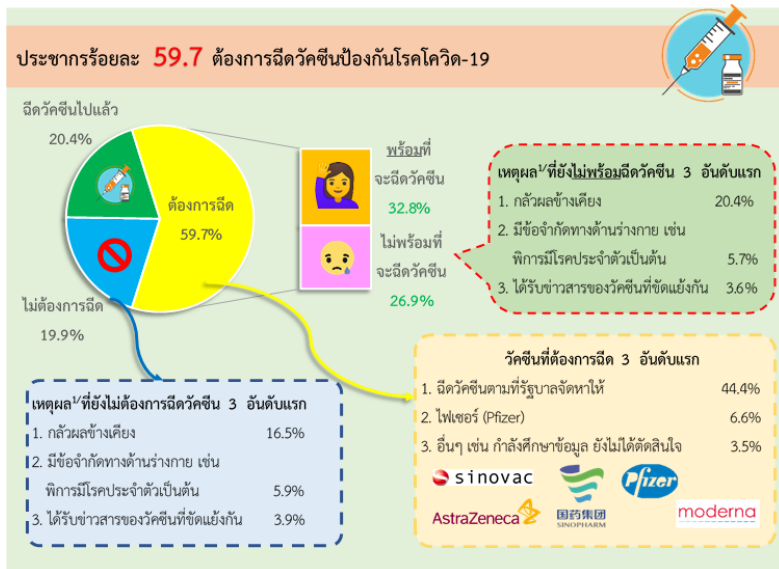 ประชากรร้อยละ 59.7 ต้องการฉีดวัคซีนป้องกันโรคโควิด-19
ฉีดวัคซีนไปแล้ว
20.4%
ต้องการฉีด
59.7%
ไม่ต้องการฉีด
19.9%
พร้อมที่
จะฉีดวัคซีน
32.8%
ไม่พร้อมที่
จะฉีดวัคซีน
26.9%
เหตุผล1/ที่ยังไม่พร้อมฉีดวัคซีน 3 อันดับแรก
1. กลัวผลข้างเคียง 20.4%
2. มีข้อจำกัดทางด้านร่างกาย เช่น
พิการมีโรคประจำตัวเป็นต้น 5.7%
3. ได้รับข่าวสารของวัคซีนที่ขัดแย้งกัน 3.6%
เหตุผล1/ที่ยังไม่ต้องการฉีดวัคซีน 3 อันดับแรก
1. กลัวผลข้างเคียง 16.5%
2. มีข้อจำกัดทางด้านร่างกาย เช่น
พิการมีโรคประจำตัวเป็นต้น 5.9%
3. ได้รับข่าวสารของวัคซีนที่ขัดแย้งกัน 3.9%
วัคซีนที่ต้องการฉีด 3 อันดับแรก
1. ฉีดวัคซีนตามที่รัฐบาลจัดหาให้ 44.4%
2. ไฟเซอร์ (Pfizer) 6.6%
3. อื่นๆ เช่น กำลังศึกษาข้อมูล ยังไม่ได้ตัดสินใจ 3.5%
sinovac
Pfizer
AstraZeneca
国药集团
SINOPHARM
moderna